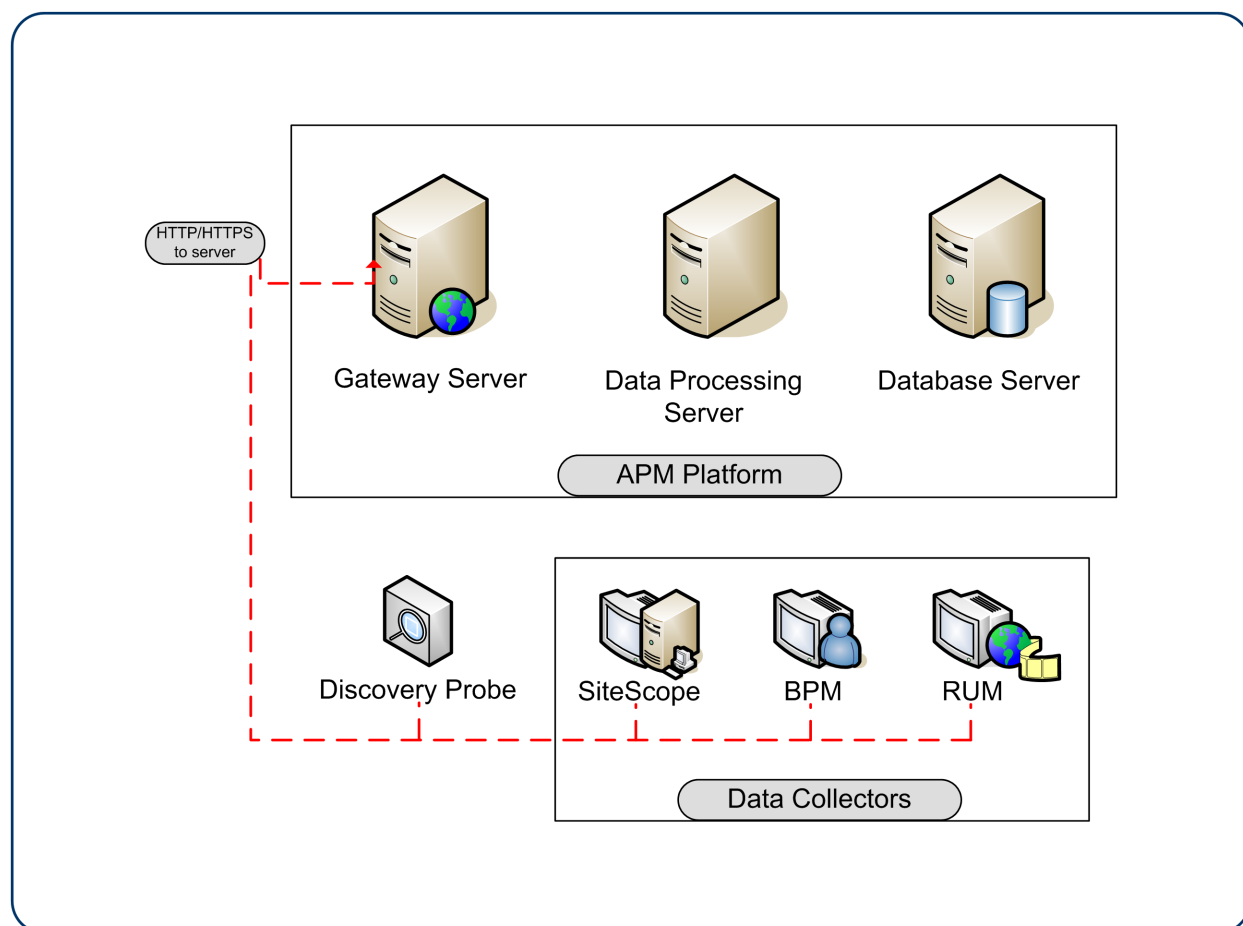 HTTP/HTTPS
to server
Gateway Server
Data Processing
Server
Database Server
APM Platform
Discovery Probe
SiteScope
BPM
RUM
Data Collectors